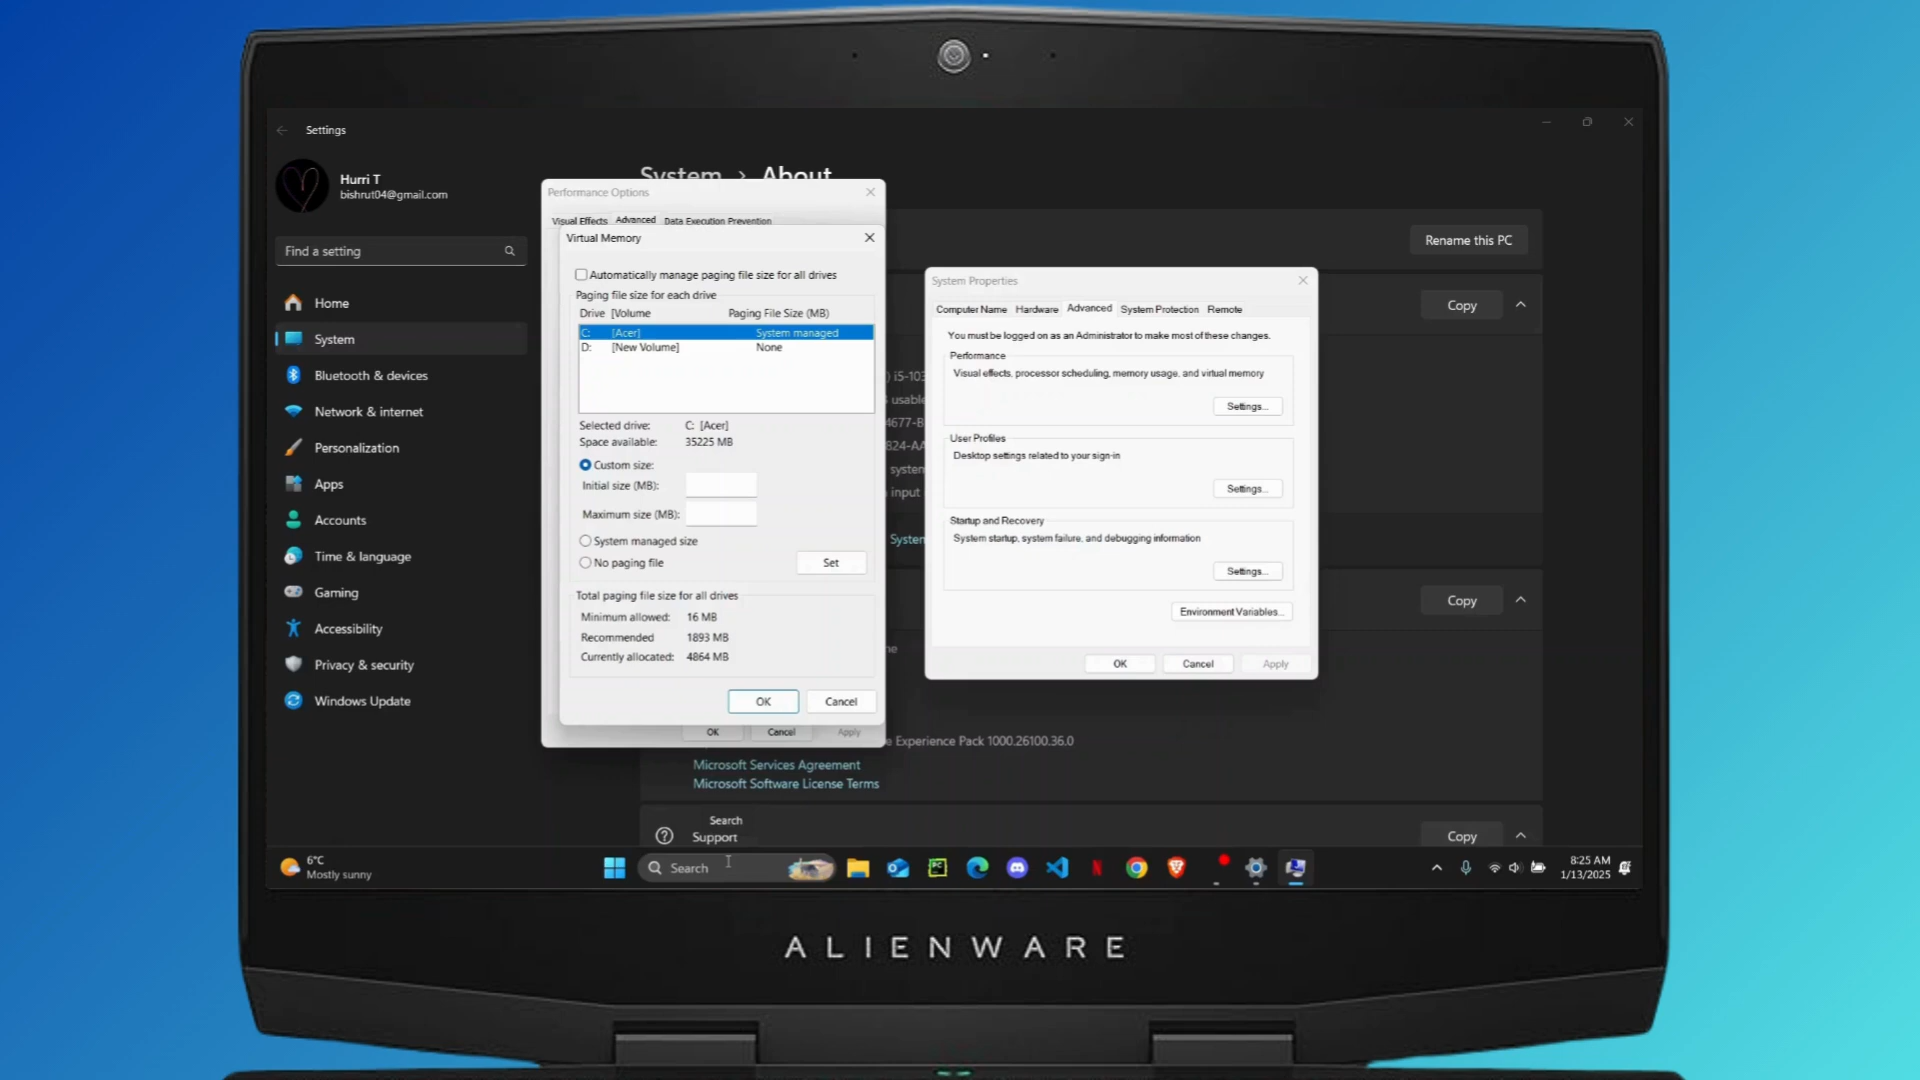 Settings
Hurri T
bishrut04@gmail.com
Find a setting
Home
System
Bluetooth & devices
Network & internet
Personalization
Apps
Accounts
Time & language
Gaming
Accessibility
Privacy & security
Windows Update
System > About
Rename this PC
Copy
i5-103
usable
4677-B
824-AA
system
input
System
Copy
e Experience Pack 1000.26100.36.0
Microsoft Services Agreement
Microsoft Software License Terms
Search
Support
Copy
Performance Options
Visual Effects Advanced Data Execution Prevention
Virtual Memory
Automatically manage paging file size for all drives
Paging file size for each drive
Drive [Volume Paging File Size (MB)
C: [Acer] System managed
D: [New Volume] None
Selected drive: C: [Acer]
Space available: 35225 MB
Custom size:
Initial size (MB):
Maximum size (MB):
System managed size
No paging file
Set
Total paging file size for all drives
Minimum allowed: 16 MB
Recommended 1893 MB
Currently allocated: 4864 MB
OK Cancel
OK Cancel Apply
System Properties
Computer Name Hardware Advanced System Protection Remote
You must be logged on as an Administrator to make most of these changes.
Performance
Visual effects, processor scheduling, memory usage, and virtual memory
Settings...
User Profiles
Desktop settings related to your sign-in
Settings...
Startup and Recovery
System startup, system failure, and debugging information
Settings...
Environment Variables...
OK Cancel Apply
6°C
Mostly sunny
Search
PC
8:25 AM
1/13/2025
ALIENWARE